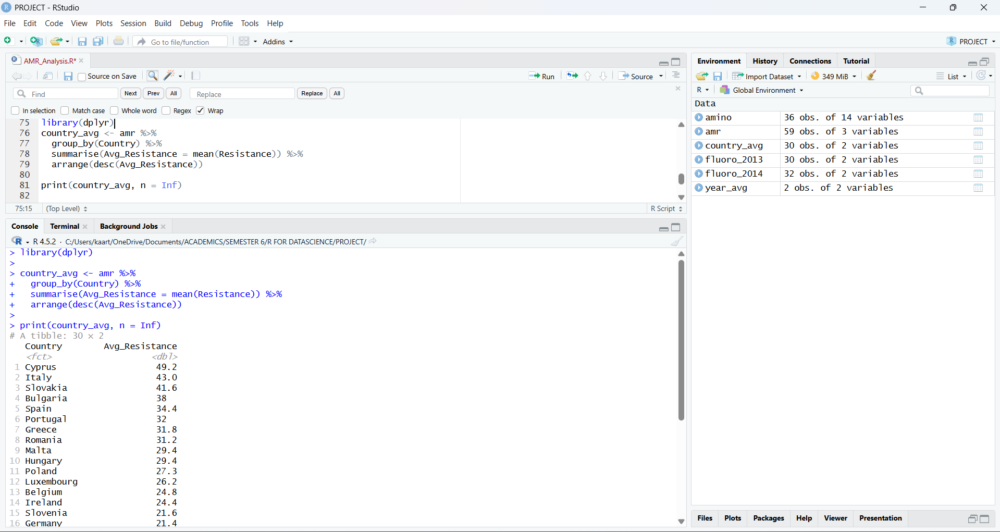 PROJECT - RStudio
File Edit Code View Plots Session Build Debug Profile Tools Help
Go to file/function Addins PROJECT
AMR_Analysis.R*
Source on Save Run Source
Find Next Prev All Replace Replace All
In selection Match case Whole word Regex Wrap
75 library(dplyr)
76 country_avg <- amr %>%
77 group_by(Country) %>%
78 summarise(Avg_Resistance = mean(Resistance)) %>%
79 arrange(desc(Avg_Resistance))
80
81 print(country_avg, n = Inf)
82
75:15 (Top Level) R Script
Console Terminal Background Jobs
R 4.5.2 · C:/Users/kaart/OneDrive/Documents/ACADEMICS/SEMESTER 6/R FOR DATASCIENCE/PROJECT/
> library(dplyr)
>
> country_avg <- amr %>%
+ group_by(Country) %>%
+ summarise(Avg_Resistance = mean(Resistance)) %>%
+ arrange(desc(Avg_Resistance))
>
> print(country_avg, n = Inf)
# A tibble: 30 × 2
Country Avg_Resistance
<fct> <dbl>
1 Cyprus 49.2
2 Italy 43.0
3 Slovakia 41.6
4 Bulgaria 38
5 Spain 34.4
6 Portugal 32
7 Greece 31.8
8 Romania 31.2
9 Malta 29.4
10 Hungary 29.4
11 Poland 27.3
12 Luxembourg 26.2
13 Belgium 24.8
14 Ireland 24.4
15 Slovenia 21.6
16 Germany 21.4
Environment History Connections Tutorial
Import Dataset 349 MiB List
R Global Environment
Data
amino 36 obs. of 14 variables
amr 59 obs. of 3 variables
country_avg 30 obs. of 2 variables
fluoro_2013 30 obs. of 2 variables
fluoro_2014 32 obs. of 2 variables
year_avg 2 obs. of 2 variables
Files Plots Packages Help Viewer Presentation